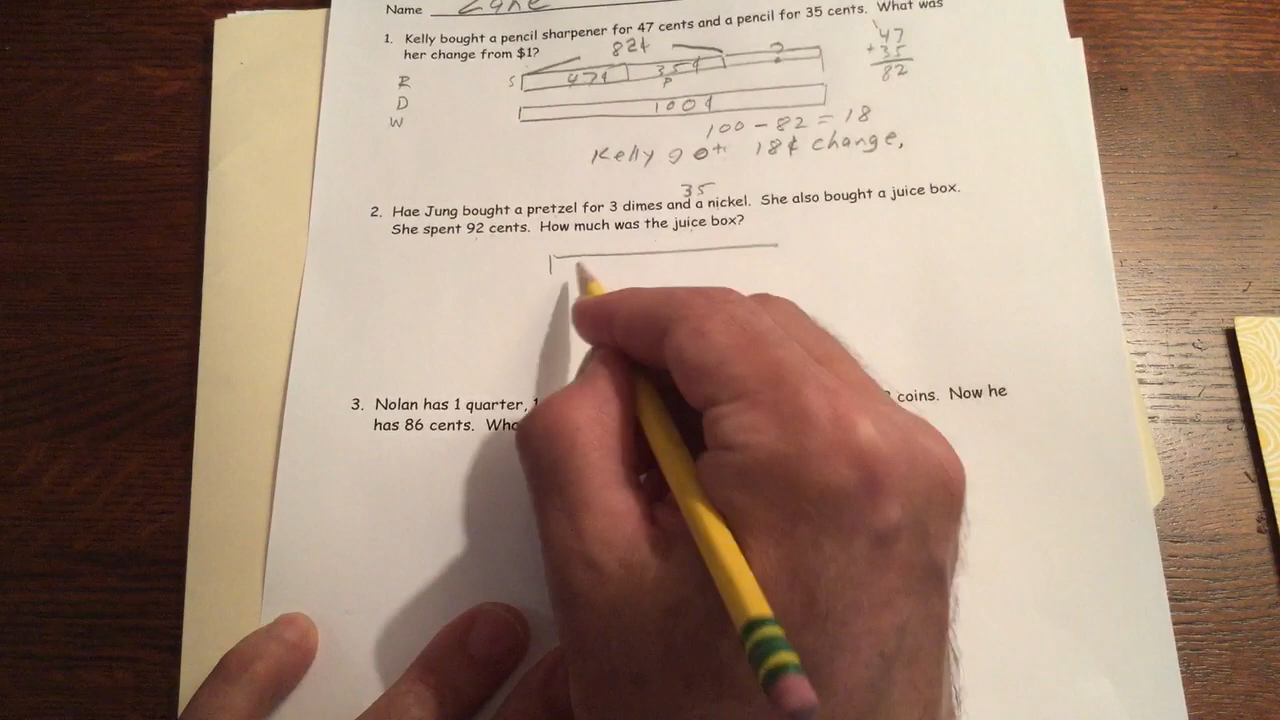 Name Zane
1. Kelly bought a pencil sharpener for 47 cents and a pencil for 35 cents. What was
her change from $1?
47
+ 35
82
82¢
R
D
W
S 47¢ 35¢ ?
P
100¢
100 - 82 = 18
Kelly got 18¢ change.
35
2. Hae Jung bought a pretzel for 3 dimes and a nickel. She also bought a juice box.
She spent 92 cents. How much was the juice box?
3. Nolan has 1 quarter, coins. Now he
has 86 cents.